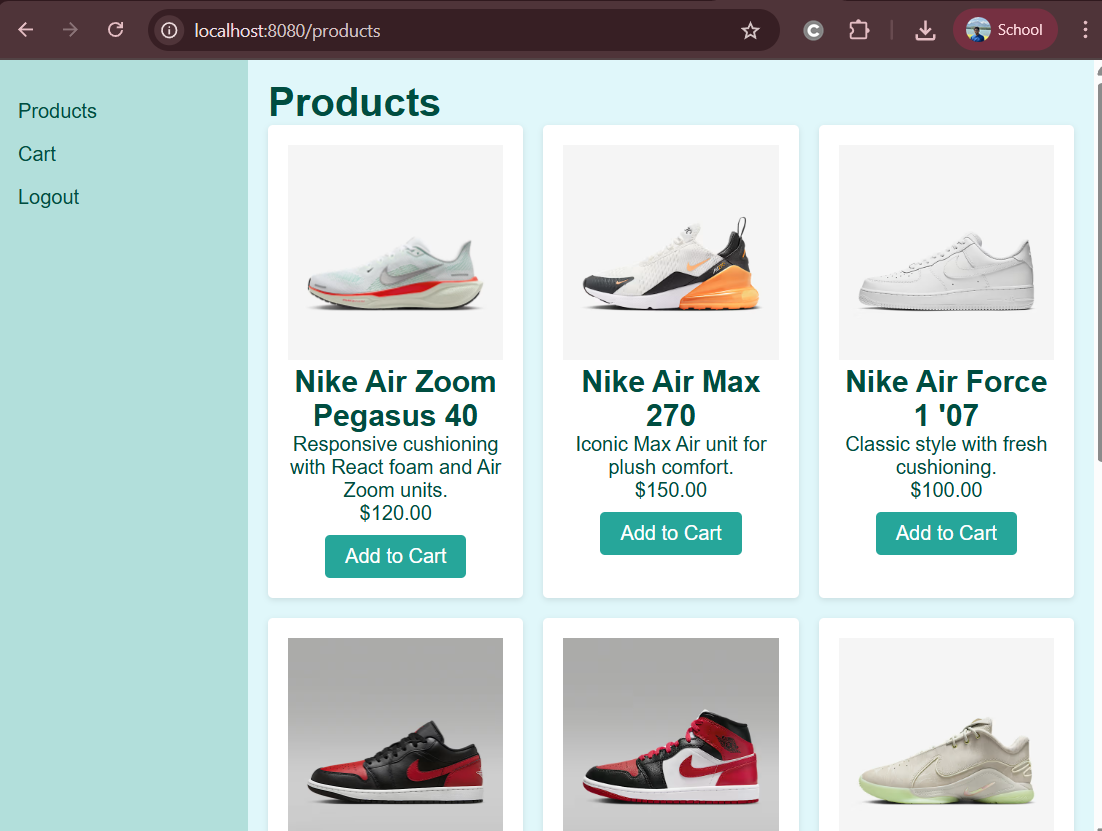 localhost:8080/products
School
Products
Cart
Logout
Products
Nike Air Zoom
Pegasus 40
Responsive cushioning
with React foam and Air
Zoom units.
$120.00
Add to Cart
Nike Air Max
270
Iconic Max Air unit for
plush comfort.
$150.00
Add to Cart
Nike Air Force
1 '07
Classic style with fresh
cushioning.
$100.00
Add to Cart